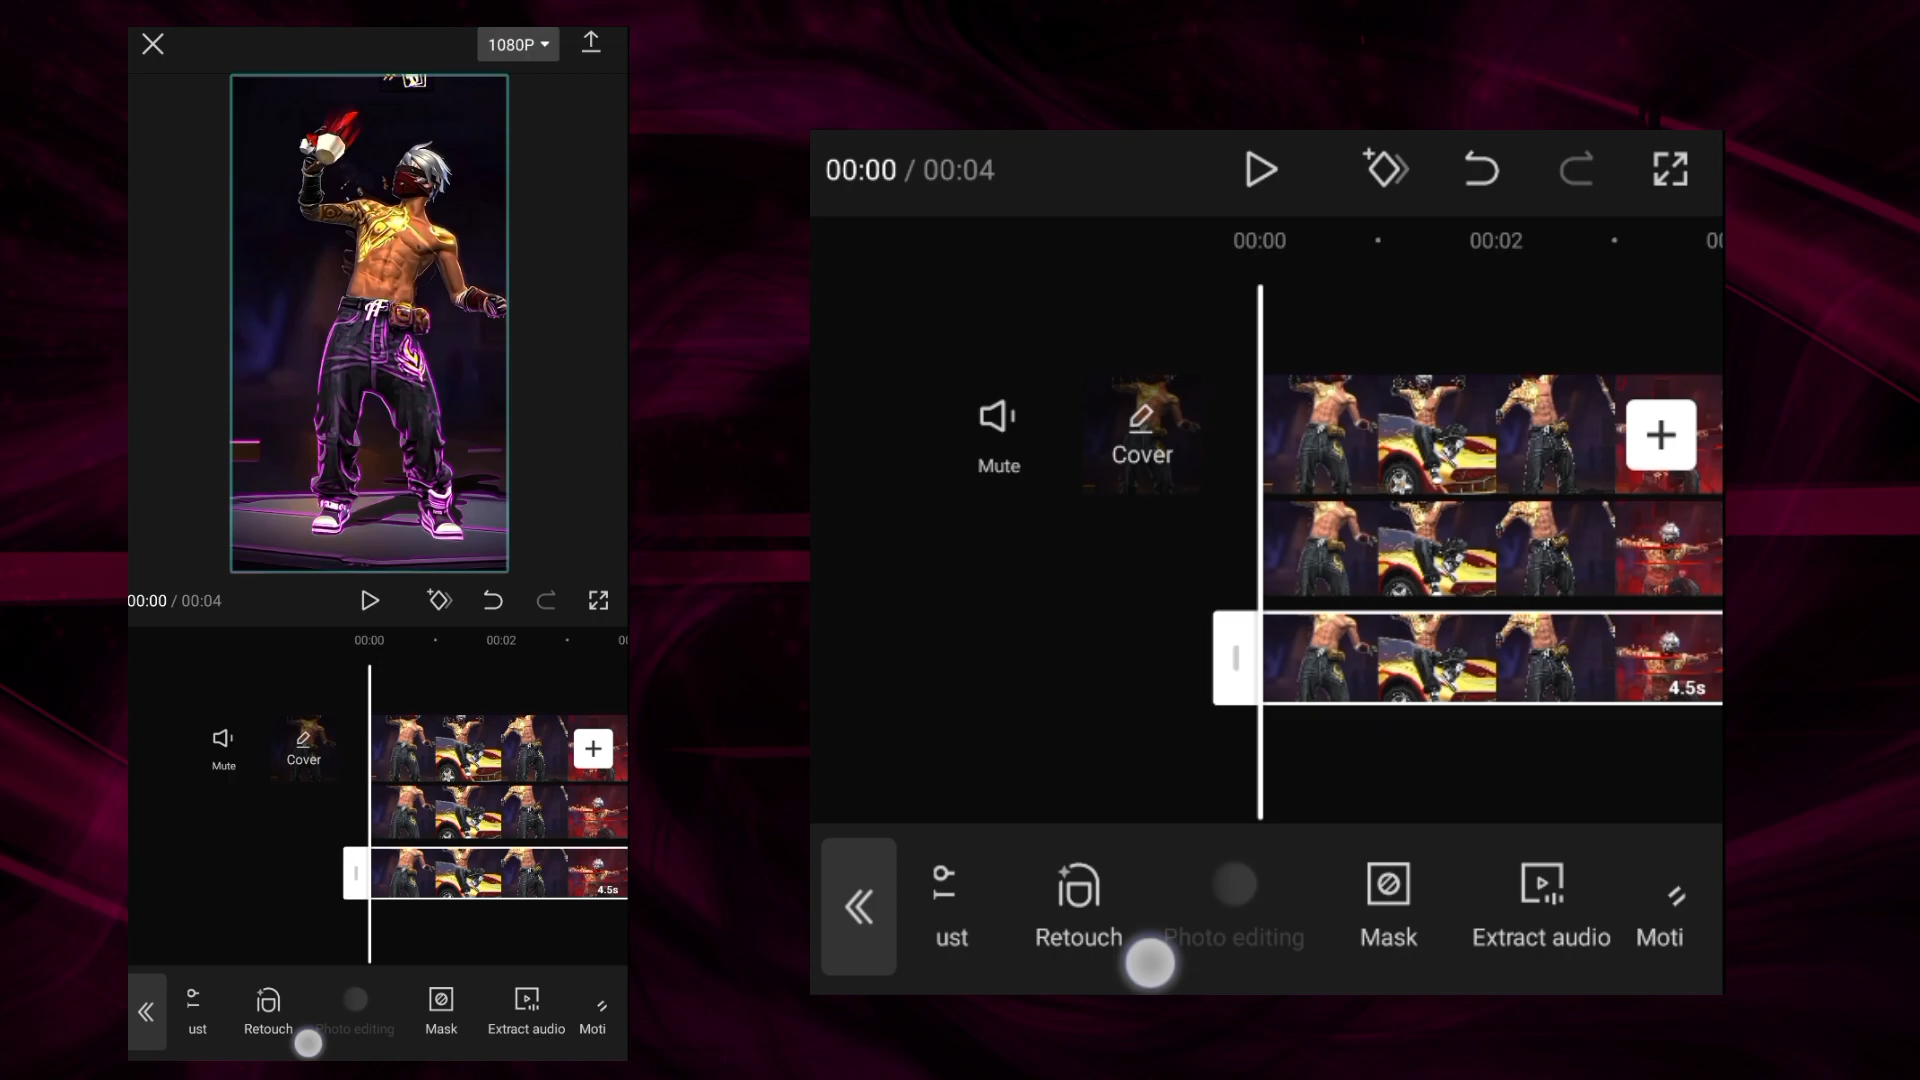 1080P
00:00 / 00:04
00:00
00:02
Mute
Cover
4.5s
ust
Retouch
Photo editing
Mask
Extract audio
Moti
00:00 / 00:04
00:00
00:02
00
Mute
Cover
4.5s
ust
Retouch
Photo editing
Mask
Extract audio
Moti